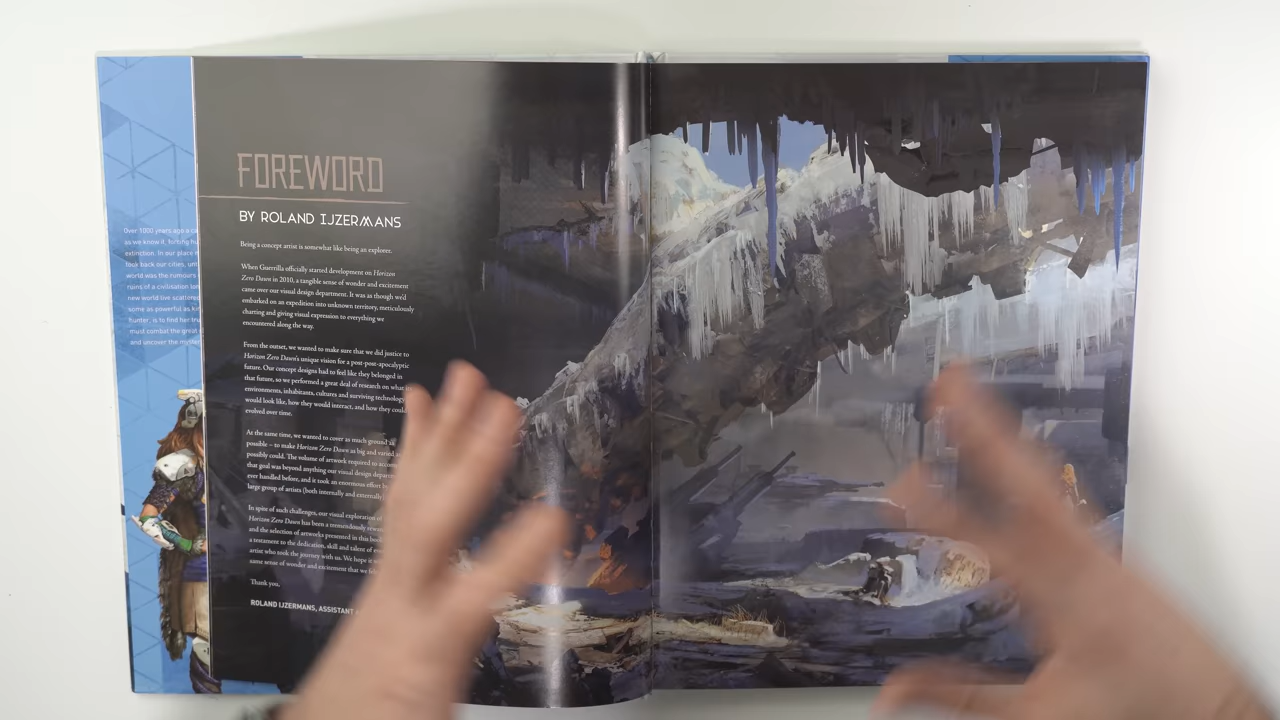 FOREWORD
BY ROLAND IJZERMANS
Being a concept artist is somewhat like being an explorer.
When Guerrilla officially started development on Horizon
Zero Dawn in 2010, a tangible sense of wonder and excitement
came over our visual design department. It was as though we'd
embarked on an expedition into unknown territory, meticulously
charting and giving visual expression to everything we
encountered along the way.
From the outset, we wanted to make sure that we did justice to
Horizon Zero Dawn's unique vision for a post-post-apocalyptic
future. Our concept designs had to feel like they belonged in
that future, so we performed a great deal of research on what
environments, inhabitants, cultures and surviving technology
would look like, how they would interact, and how they could
evolved over time.
At the same time, we wanted to cover as much ground as
possible – to make Horizon Zero Dawn as big and varied
possibly could. The volume of artwork required to
that goal was beyond anything our visual design
ever handled before, and it took an enormous effort
large group of artists (both internally and externally
In spite of such challenges, our visual exploration of
Horizon Zero Dawn has been a tremendously
and the selection of artworks presented in this
a testament to the dedication, skill and talent of
artist who took the journey with us. We hope it
same sense of wonder and excitement that we
Thank you,
ROLAND IJZERMANS, ASSISTANT
Over 1000 years ago a
as we know it, forcing
extinction. In our place
took back our cities,
world was the rumours
ruins of a civilisation
new world live
some as powerful as
hunter, is to find her
must combat the great
and uncover the